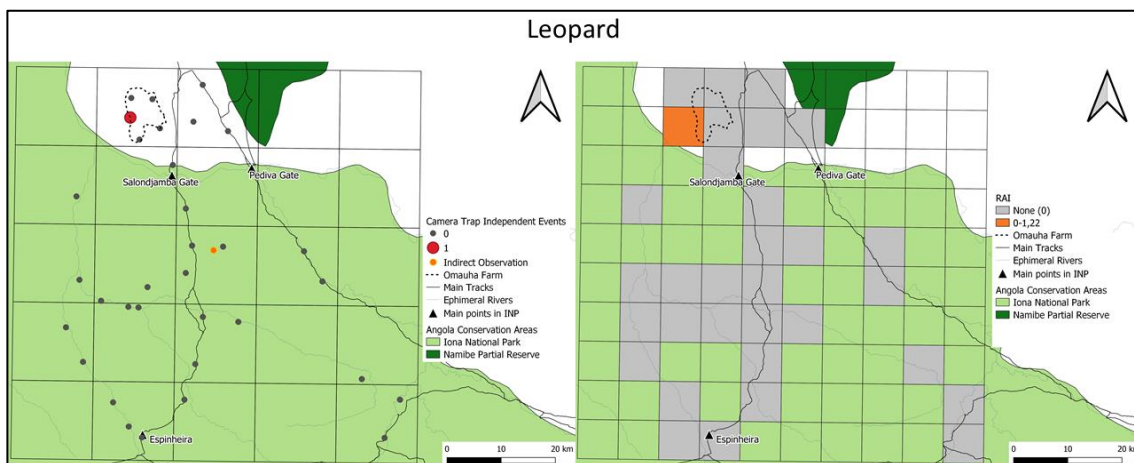 Leopard
Salondjamba Gate
Pediva Gate
Espinheira
Camera Trap Independent Events
0
1
Indirect Observation
Omauha Farm
Main Tracks
Ephimeral Rivers
Main points in INP
Angola Conservation Areas
Iona National Park
Namibe Partial Reserve
0 10 20 km
Salondjamba Gate
Pediva Gate
Espinheira
RAI
None (0)
0-1,22
Omauha Farm
Main Tracks
Ephimeral Rivers
Main points in INP
Angola Conservation Areas
Iona National Park
Namibe Partial Reserve
0 10 20 km